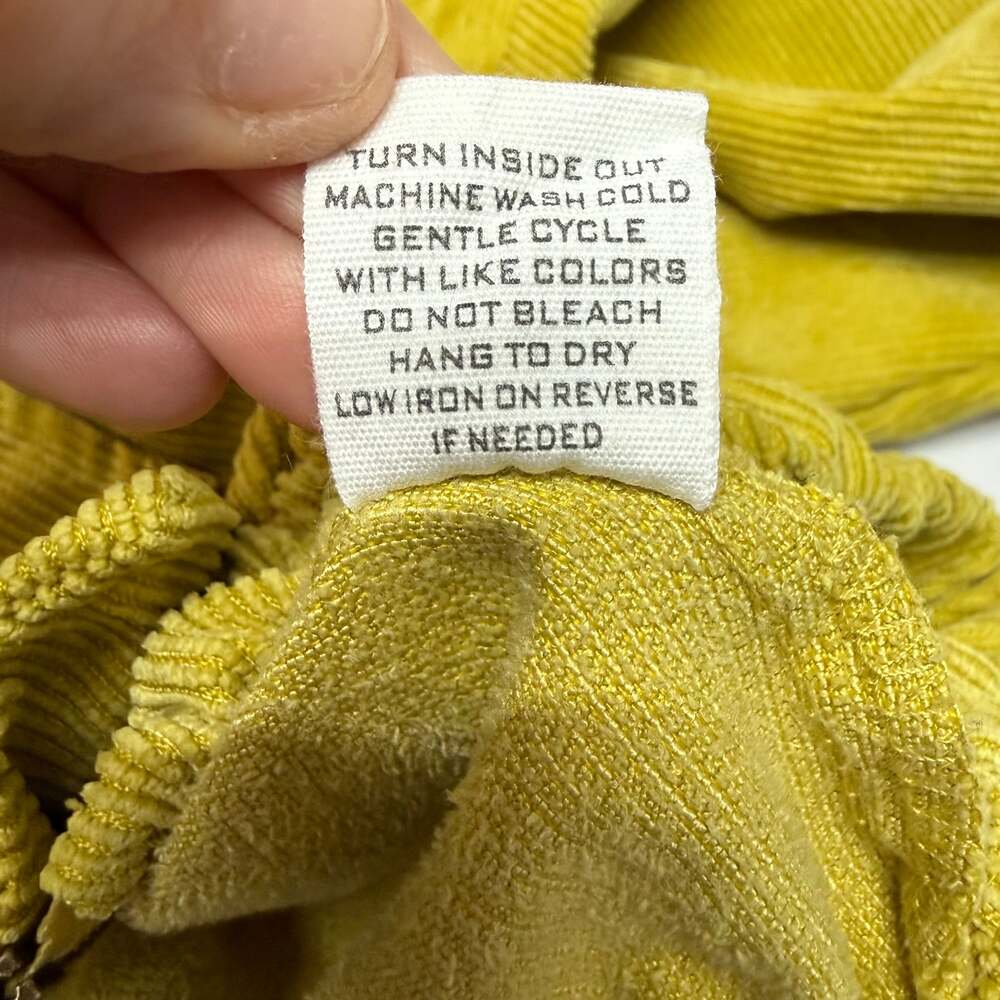 TURN INSIDE OUT
MACHINE WASH COLD
GENTLE CYCLE
WITH LIKE COLORS
DO NOT BLEACH
HANG TO DRY
LOW IRON ON REVERSE
IF NEEDED